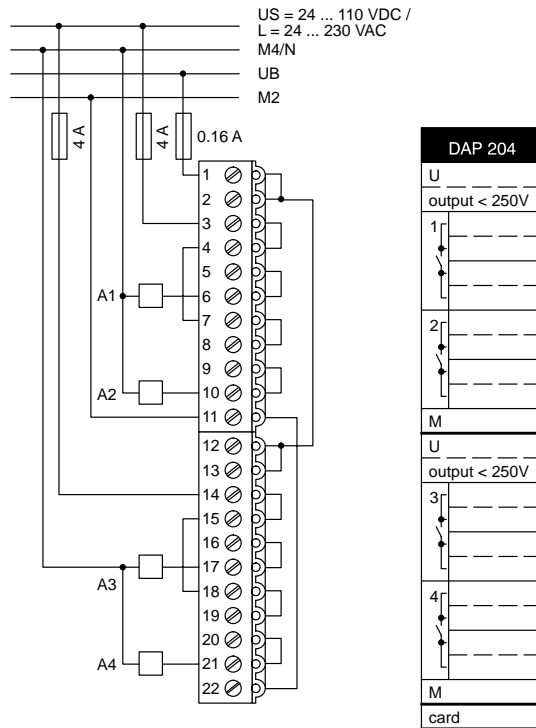 US = 24 ... 110 VDC /
L = 24 ... 230 VAC
M4/N
UB
M2
4 A
4 A
0.16 A
1
2
3
4
5
A1
6
7
8
9
A2
10
11
12
13
14
15
16
A3
17
18
19
20
A4
21
22
DAP 204
U
output < 250V
1
2
M
U
output < 250V
3
4
M
card